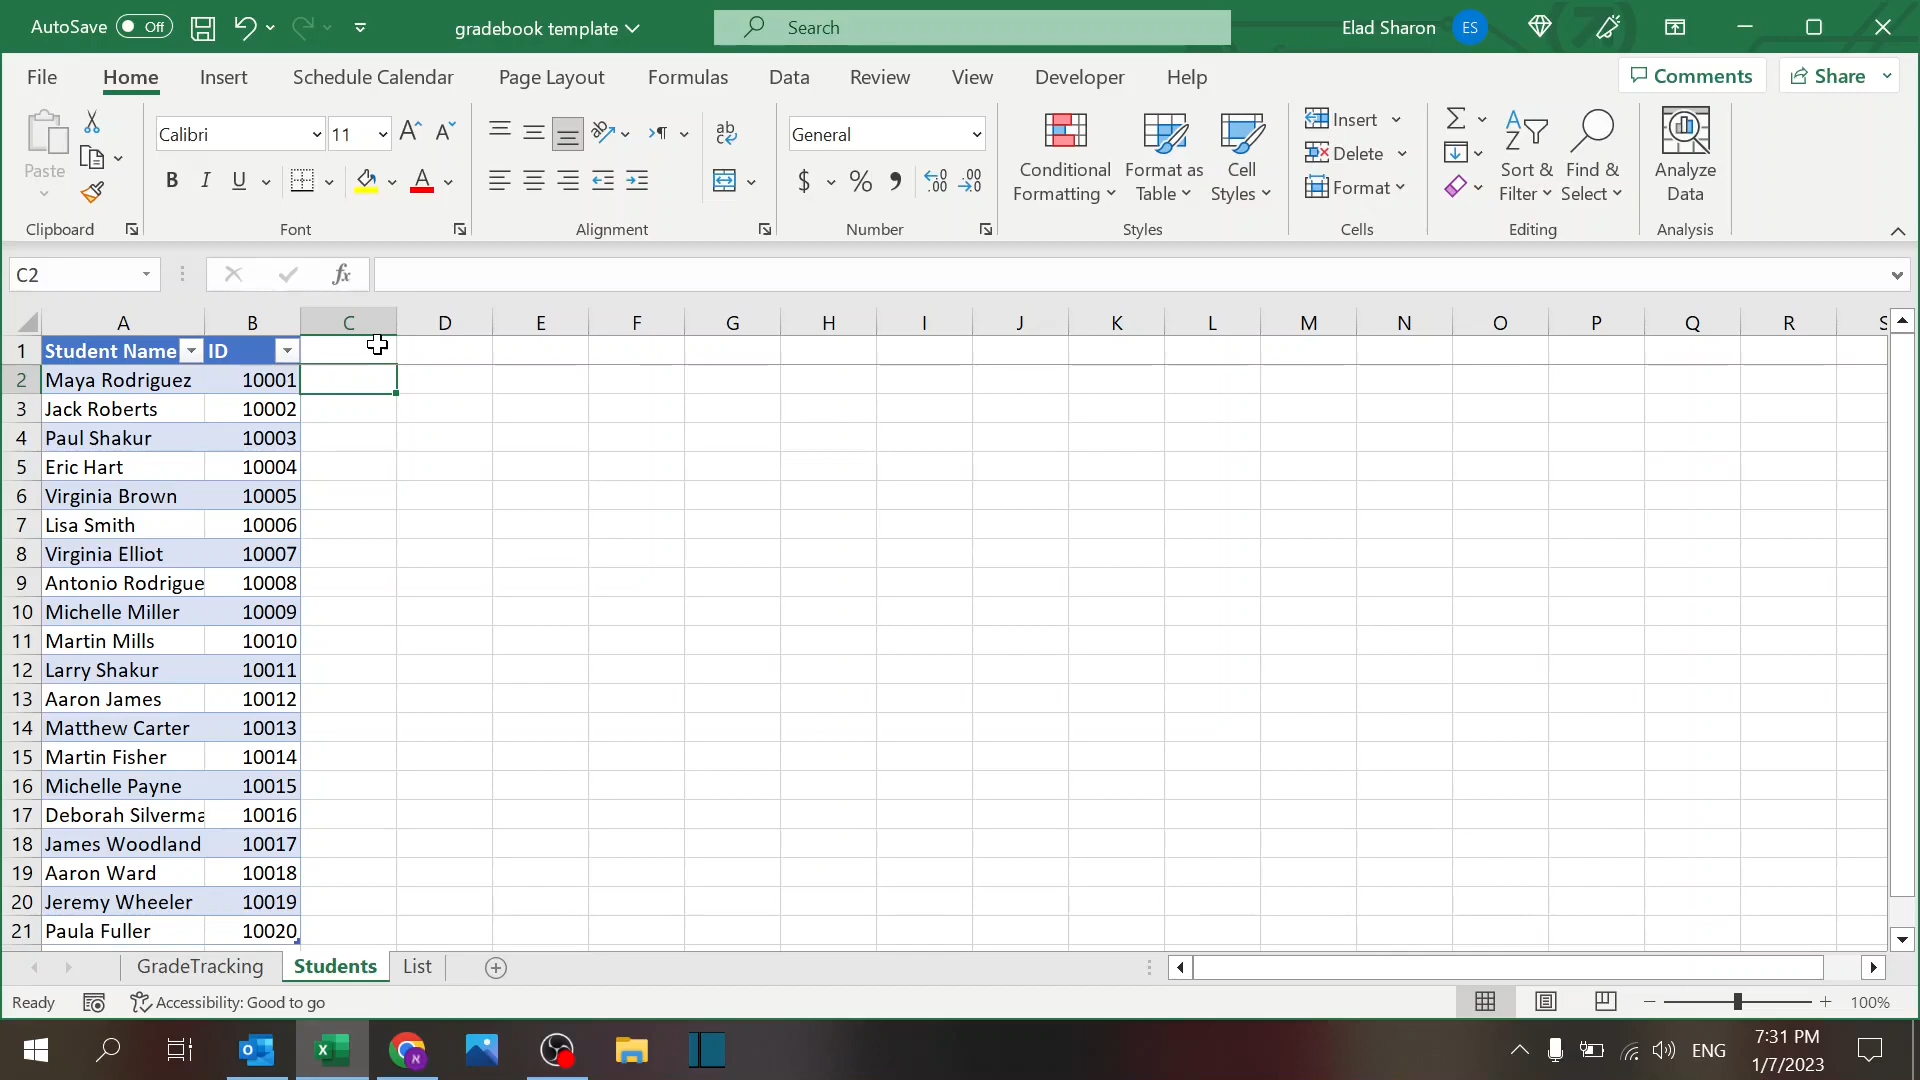 AutoSave Off gradebook template Search Elad Sharon ES
File Home Insert Schedule Calendar Page Layout Formulas Data Review View Developer Help Comments Share
Paste Calibri 11 General Conditional Formatting Format as Table Cell Styles Insert Delete Format Sort & Filter Find & Select Analyze Data
Clipboard Font Alignment Number Styles Cells Editing Analysis
C2 fx
A B C D E F G H I J K L M N O P Q R S
1 Student Name ID
2 Maya Rodriguez 10001
3 Jack Roberts 10002
4 Paul Shakur 10003
5 Eric Hart 10004
6 Virginia Brown 10005
7 Lisa Smith 10006
8 Virginia Elliot 10007
9 Antonio Rodrigue 10008
10 Michelle Miller 10009
11 Martin Mills 10010
12 Larry Shakur 10011
13 Aaron James 10012
14 Matthew Carter 10013
15 Martin Fisher 10014
16 Michelle Payne 10015
17 Deborah Silverma 10016
18 James Woodland 10017
19 Aaron Ward 10018
20 Jeremy Wheeler 10019
21 Paula Fuller 10020
GradeTracking Students List
Ready Accessibility: Good to go 100%
ENG 7:31 PM
1/7/2023